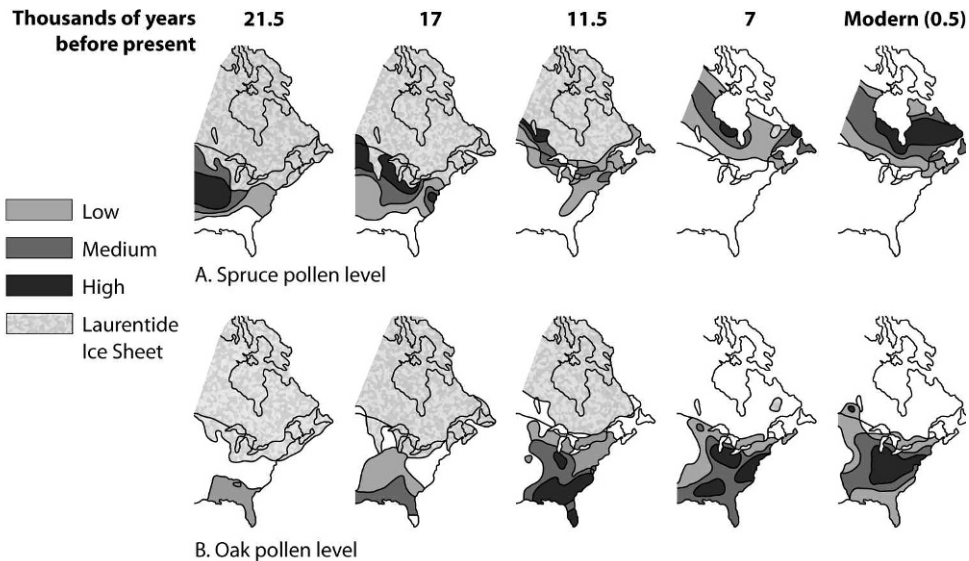 Thousands of years before present
21.5
17
11.5
7
Modern (0.5)
Low
Medium
High
Laurentide
Ice Sheet
A. Spruce pollen level
B. Oak pollen level